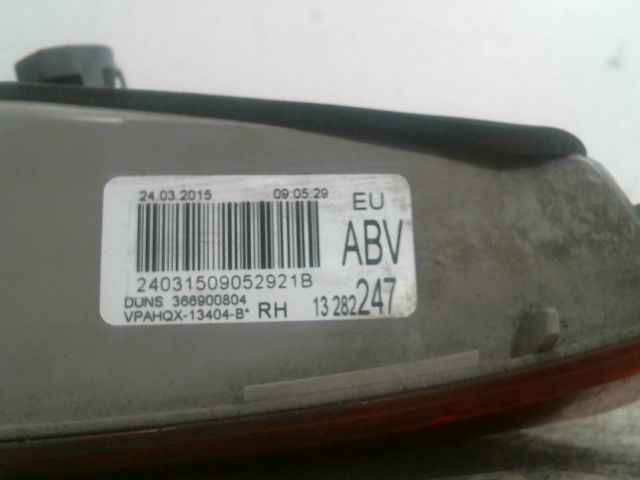 24.03.2015 09:05:29
EU
ABV
24031509052921B
DUNS 366900804
VPAHQX-13404-B* RH 13 282 247